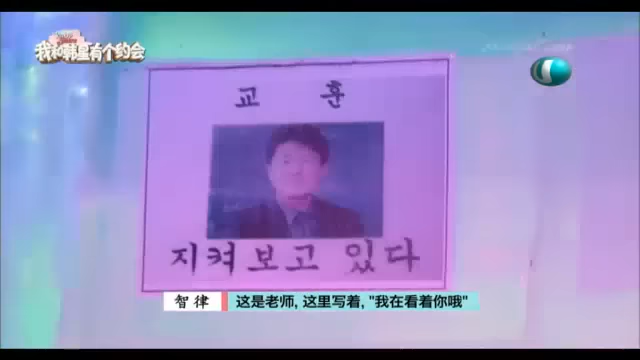 我和韩星有个约会
교 훈
지켜보고 있다
智律 这是老师, 这里写着, "我在看着你哦"